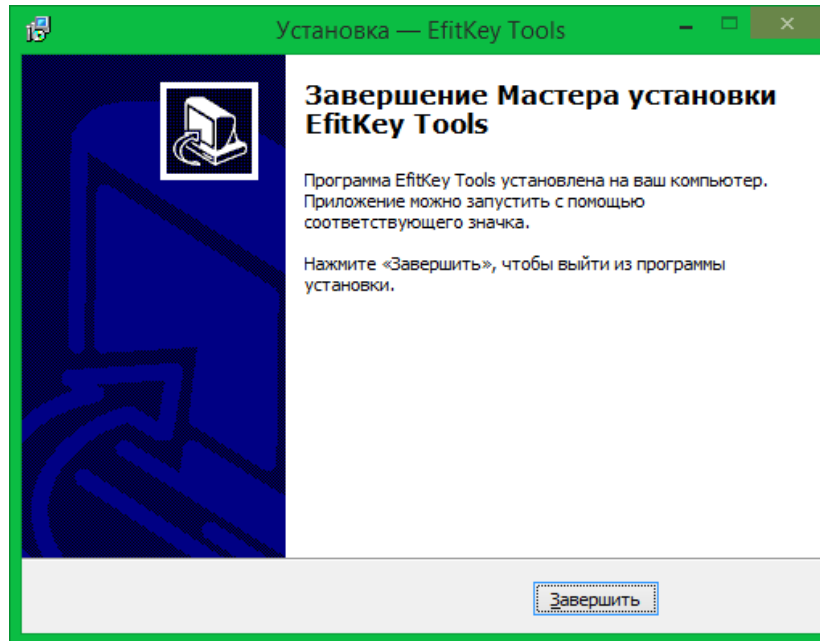 Установка — EfitKey Tools
Завершение Мастера установки
EfitKey Tools
Программа EfitKey Tools установлена на ваш компьютер.
Приложение можно запустить с помощью
соответствующего значка.
Нажмите «Завершить», чтобы выйти из программы
установки.
Завершить